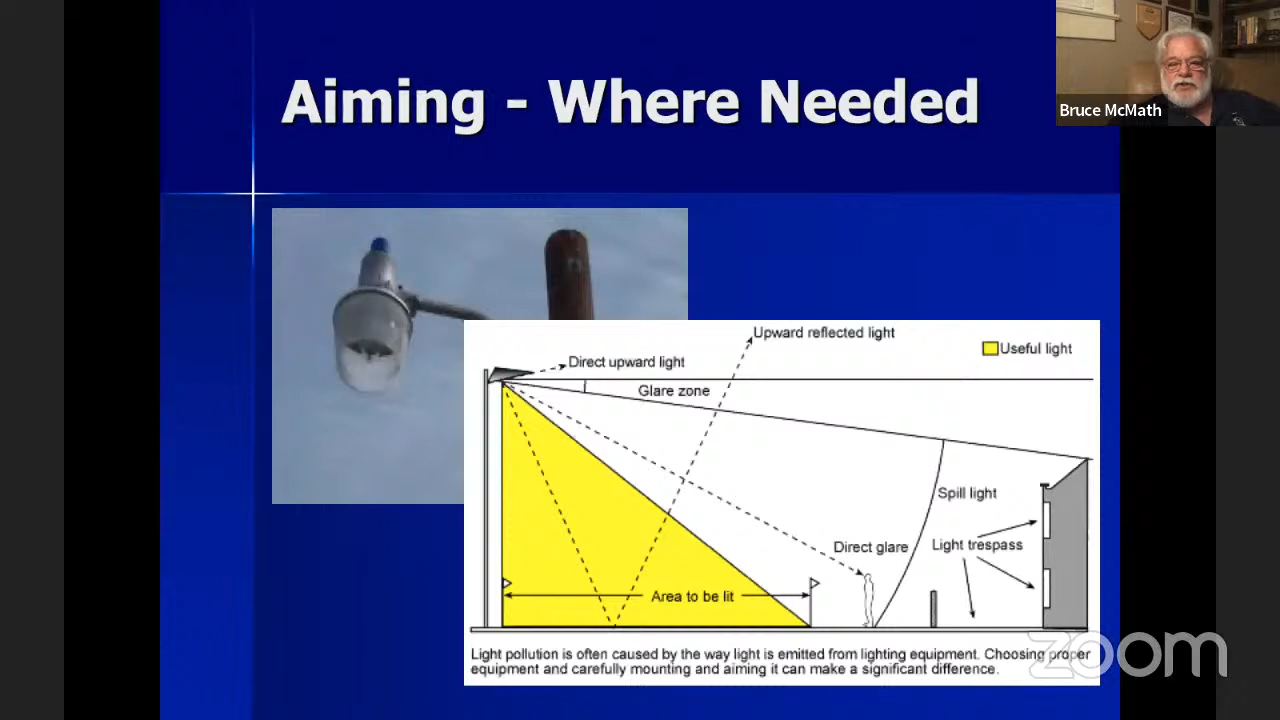 Aiming - Where Needed
Bruce McMath
Upward reflected light
Useful light
Direct upward light
Glare zone
Spill light
Direct glare
Light trespass
Area to be lit
Light pollution is often caused by the way light is emitted from lighting equipment. Choosing proper
equipment and carefully mounting and aiming it can make a significant difference.
zoom